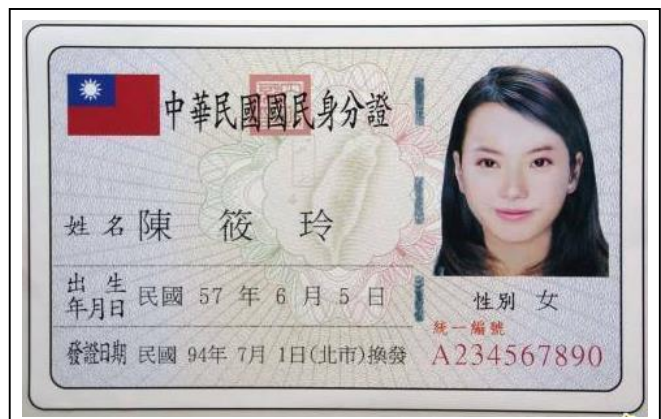 中華民國國民身分證
姓名 陳 筱 玲
出生年月日 民國 57 年 6 月 5 日
性別 女
統一編號
發證日期 民國 94年 7月 1日(北市)換發
A234567890